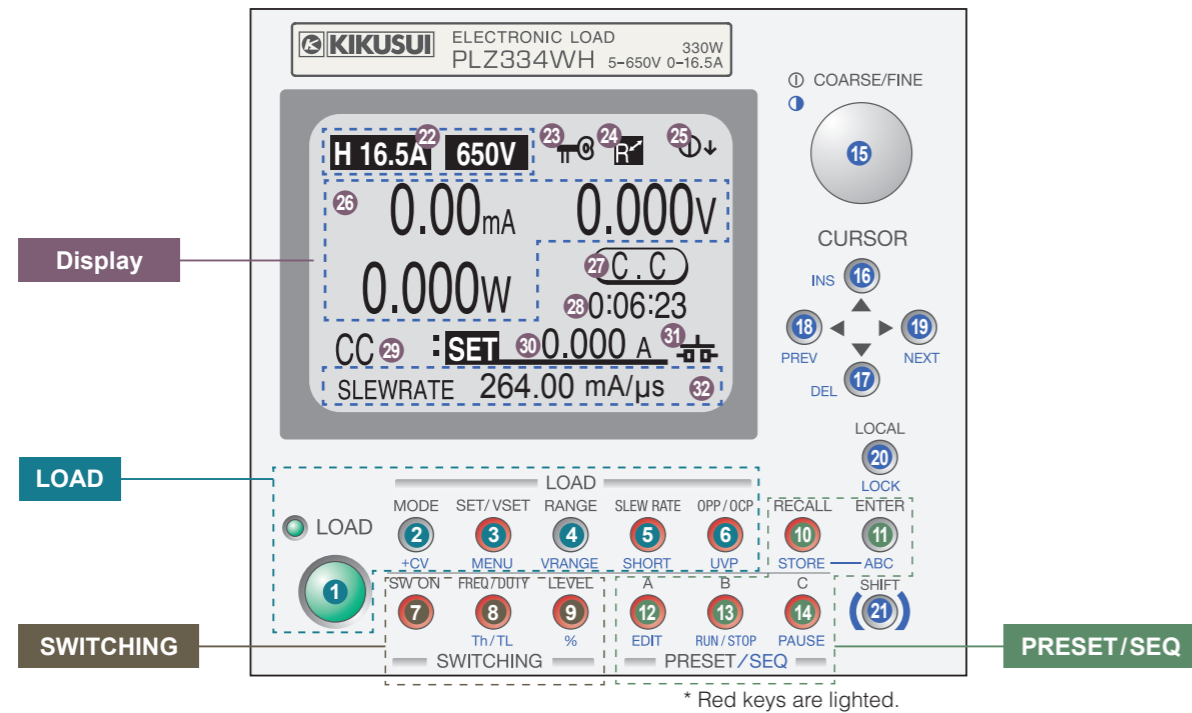 KIKUSUI
ELECTRONIC LOAD
PLZ334WH
330W
5–650V 0–16.5A
COARSE/FINE
15
22
H 16.5A 650V
23
24
R
25
26
0.00mA 0.000V
Display
0.000W
27
C.C
28
0:06:23
CC 29 : SET 30 0.000 A 31
SLEWRATE 264.00 mA/µs 32
CURSOR
INS 16
18 19
PREV NEXT
DEL 17
LOCAL
20
LOCK
LOAD
LOAD
LOAD
MODE SET/VSET RANGE SLEW RATE OPP/OCP RECALL ENTER
2 3 4 5 6 10 11
+CV MENU VRANGE SHORT UVP STORE ABC
1
SW ON FREQ/DUTY LEVEL A B C SHIFT
7 8 9 12 13 14 (21)
Th/TL % EDIT RUN/STOP PAUSE
SWITCHING
SWITCHING
PRESET/SEQ
PRESET/SEQ
* Red keys are lighted.